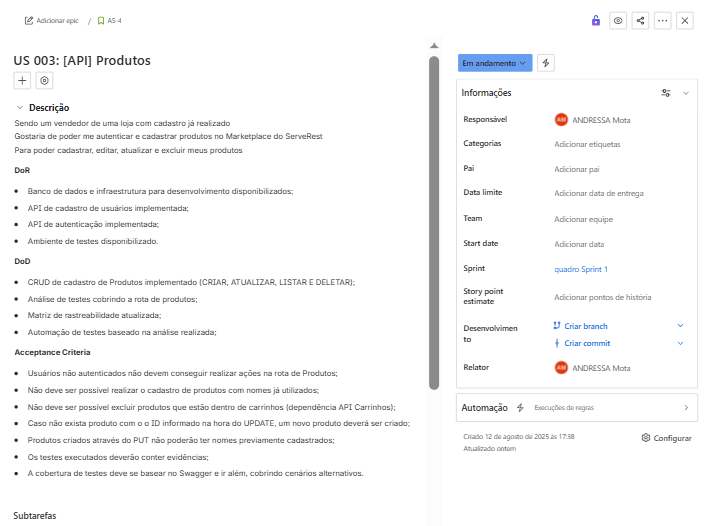 Adicionar epic / AS 4
US 003: [API] Produtos
Descrição
Sendo um vendedor de uma loja com cadastro já realizado
Gostaria de poder me autenticar e cadastrar produtos no Marketplace do ServeRest
Para poder cadastrar, editar, atualizar e excluir meus produtos
DoR
Banco de dados e infraestrutura para desenvolvimento disponibilizados;
API de cadastro de usuários implementada;
API de autenticação implementada;
Ambiente de testes disponibilizado.
DoD
CRUD de cadastro de Produtos implementado (CRIAR, ATUALIZAR, LISTAR E DELETAR);
Análise de testes cobrindo a rota de produtos;
Matriz de rastreabilidade atualizada;
Automação de testes baseado na análise realizada;
Acceptance Criteria
Usuários não autenticados não devem conseguir realizar ações na rota de Produtos;
Não deve ser possível realizar o cadastro de produtos com nomes já utilizados;
Não deve ser possível excluir produtos que estão dentro de carrinhos (dependência API Carrinhos);
Caso não exista produto com o o ID informado na hora do UPDATE, um novo produto deverá ser criado;
Produtos criados através do PUT não poderão ter nomes previamente cadastrados;
Os testes executados deverão conter evidências;
A cobertura de testes deve se basear no Swagger e ir além, cobrindo cenários alternativos.
Subtarefas
Em andamento
Informações
Responsável AM ANDRESSA Mota
Categorias Adicionar etiquetas
Pai Adicionar pai
Data limite Adicionar data de entrega
Team Adicionar equipe
Start date Adicionar data
Sprint quadro Sprint 1
Story point
estimate Adicionar pontos de história
Desenvolvimen
to
Criar branch
Criar commit
Relator AM ANDRESSA Mota
Automação Execuções de regras
Criado 12 de agosto de 2025 às 17:38
Atualizado ontem
Configurar